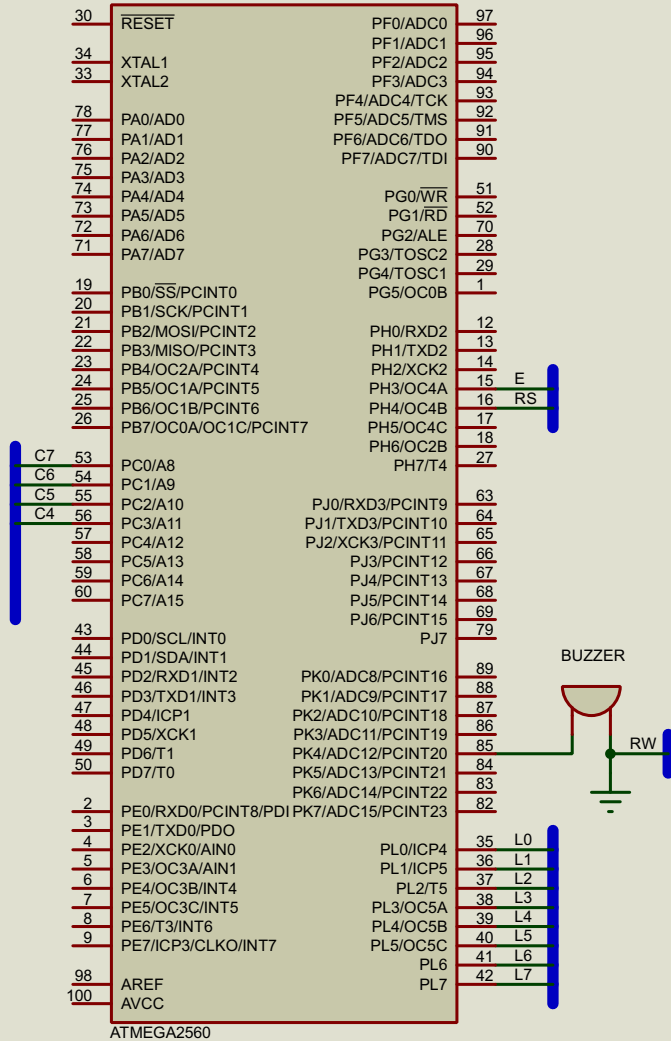 30 RESET PF0/ADC0 97
PF1/ADC1 96
34 XTAL1 PF2/ADC2 95
33 XTAL2 PF3/ADC3 94
PF4/ADC4/TCK 93
78 PA0/AD0 PF5/ADC5/TMS 92
77 PA1/AD1 PF6/ADC6/TDO 91
76 PA2/AD2 PF7/ADC7/TDI 90
75 PA3/AD3
74 PA4/AD4 PG0/WR 51
73 PA5/AD5 PG1/RD 52
72 PA6/AD6 PG2/ALE 70
71 PA7/AD7 PG3/TOSC2 28
PG4/TOSC1 29
19 PB0/SS/PCINT0 PG5/OC0B 1
20 PB1/SCK/PCINT1
21 PB2/MOSI/PCINT2 PH0/RXD2 12
22 PB3/MISO/PCINT3 PH1/TXD2 13
23 PB4/OC2A/PCINT4 PH2/XCK2 14
24 PB5/OC1A/PCINT5 PH3/OC4A 15 E
25 PB6/OC1B/PCINT6 PH4/OC4B 16 RS
26 PB7/OC0A/OC1C/PCINT7 PH5/OC4C 17
PH6/OC2B 18
C7 53 PC0/A8 PH7/T4 27
C6 54 PC1/A9
C5 55 PC2/A10 PJ0/RXD3/PCINT9 63
C4 56 PC3/A11 PJ1/TXD3/PCINT10 64
57 PC4/A12 PJ2/XCK3/PCINT11 65
58 PC5/A13 PJ3/PCINT12 66
59 PC6/A14 PJ4/PCINT13 67
60 PC7/A15 PJ5/PCINT14 68
PJ6/PCINT15 69
43 PD0/SCL/INT0 PJ7 79
44 PD1/SDA/INT1
BUZZER
45 PD2/RXD1/INT2 PK0/ADC8/PCINT16 89
46 PD3/TXD1/INT3 PK1/ADC9/PCINT17 88
47 PD4/ICP1 PK2/ADC10/PCINT18 87
48 PD5/XCK1 PK3/ADC11/PCINT19 86
49 PD6/T1 PK4/ADC12/PCINT20 85 RW
50 PD7/T0 PK5/ADC13/PCINT21 84
PK6/ADC14/PCINT22 83
2 PE0/RXD0/PCINT8/PDI PK7/ADC15/PCINT23 82
3 PE1/TXD0/PDO
4 PE2/XCK0/AIN0 PL0/ICP4 35 L0
5 PE3/OC3A/AIN1 PL1/ICP5 36 L1
6 PE4/OC3B/INT4 PL2/T5 37 L2
7 PE5/OC3C/INT5 PL3/OC5A 38 L3
8 PE6/T3/INT6 PL4/OC5B 39 L4
9 PE7/ICP3/CLKO/INT7 PL5/OC5C 40 L5
PL6 41 L6
98 AREF PL7 42 L7
100 AVCC
ATMEGA2560